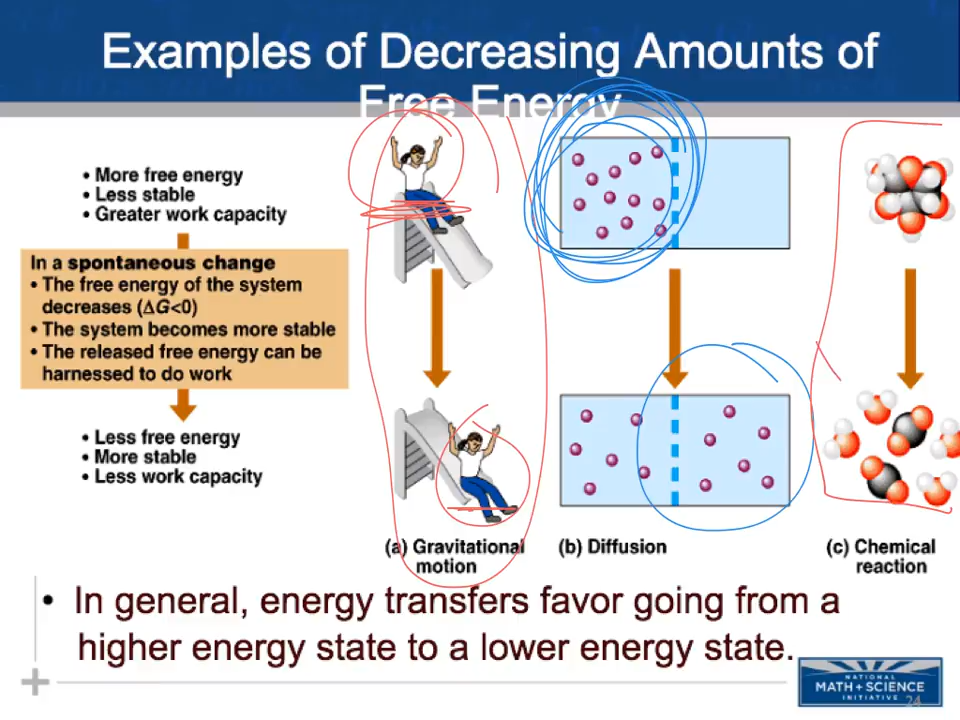 Examples of Decreasing Amounts of
Free Energy
• More free energy
• Less stable
• Greater work capacity
In a spontaneous change
• The free energy of the system
decreases (ΔG<0)
• The system becomes more stable
• The released free energy can be
harnessed to do work
• Less free energy
• More stable
• Less work capacity
(a) Gravitational
motion
(b) Diffusion
(c) Chemical
reaction
• In general, energy transfers favor going from a
higher energy state to a lower energy state.
NATIONAL
MATH + SCIENCE
INITIATIVE
24